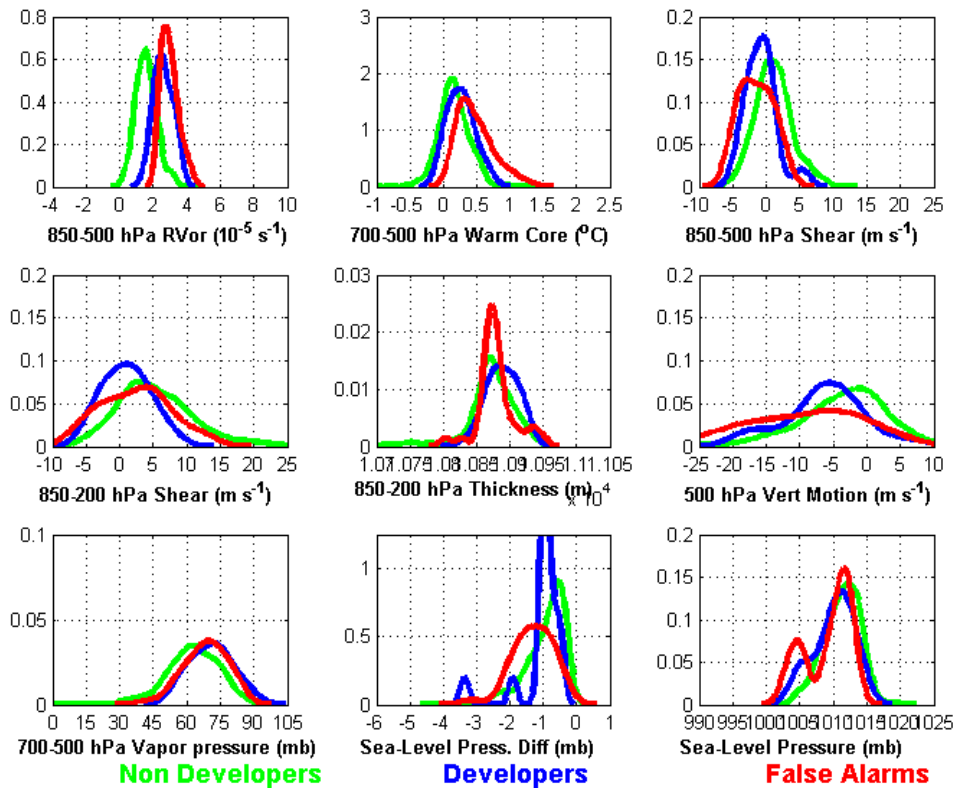 0.8
0.6
0.4
0.2
0
-4 -2 0 2 4 6 8 10
850-500 hPa RVor (10⁻⁵ s⁻¹)
3
2
1
0
-1 -0.5 0 0.5 1 1.5 2 2.5
700-500 hPa Warm Core (⁰C)
0.2
0.15
0.1
0.05
0
-10 -5 0 5 10 15 20 25
850-500 hPa Shear (m s⁻¹)
0.2
0.15
0.1
0.05
0
-10 -5 0 5 10 15 20 25
850-200 hPa Shear (m s⁻¹)
0.03
0.02
0.01
0
1.07 1.075 1.08 1.085 1.09 1.095 1.1 1.105
850-200 hPa Thickness (m)
x 10⁴
0.2
0.15
0.1
0.05
0
-25 -20 -15 -10 -5 0 5 10
500 hPa Vert Motion (m s⁻¹)
0.1
0.05
0
0 15 30 45 60 75 90 105
700-500 hPa Vapor pressure (mb)
1
0.5
0
-6 -5 -4 -3 -2 -1 0 1
Sea-Level Press. Diff (mb)
0.2
0.15
0.1
0.05
0
990 995 1000 1005 1010 1015 1020 1025
Sea-Level Pressure (mb)
Non Developers Developers False Alarms